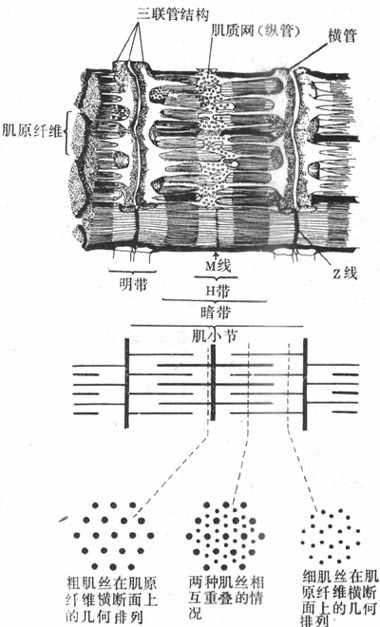 三联管结构
肌质网(纵管)
横管
肌原纤维
M线
Z线
明带
H带
暗带
肌小节
粗肌丝在肌原
纤维横断面上
的几何排列
两种肌丝相
互重叠的情
况
细肌丝在肌
原纤维横断
面上的几何
排列